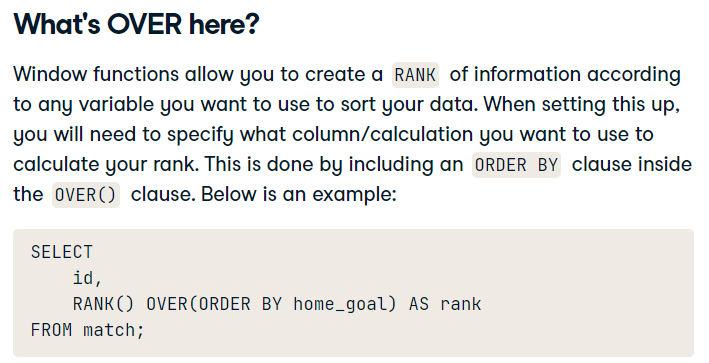 What's OVER here?
Window functions allow you to create a RANK of information according
to any variable you want to use to sort your data. When setting this up,
you will need to specify what column/calculation you want to use to
calculate your rank. This is done by including an ORDER BY clause inside
the OVER() clause. Below is an example:
SELECT
    id,
    RANK() OVER(ORDER BY home_goal) AS rank
FROM match;